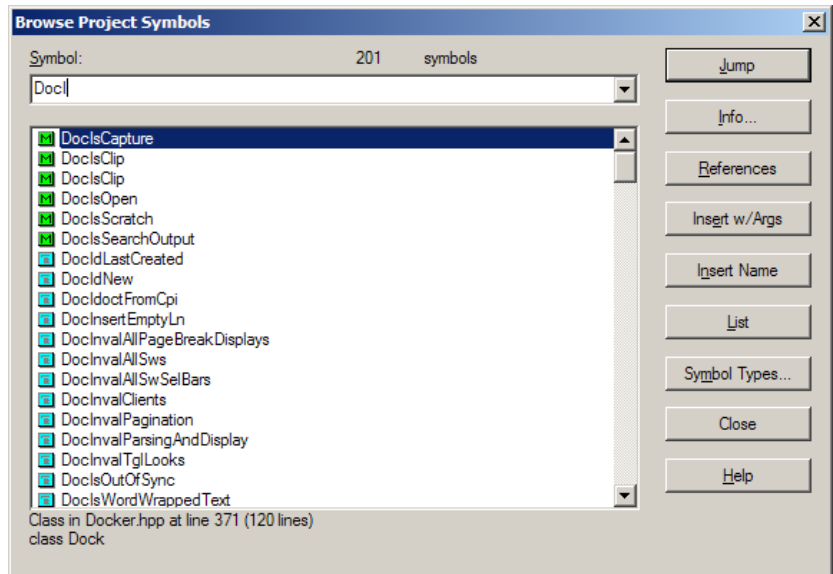 Browse Project Symbols
Symbol: 201 symbols
DocI
DocIsCapture
DocIsClip
DocIsClip
DocIsOpen
DocIsScratch
DocIsSearchOutput
DocIdLastCreated
DocIdNew
DocIdoctFromCpi
DocInsertEmptyLn
DocInvalAllPageBreakDisplays
DocInvalAllSws
DocInvalAllSwSelBars
DocInvalClients
DocInvalPagination
DocInvalParsingAndDisplay
DocInvalTglLooks
DocIsOutOfSync
DocIsWordWrappedText
Class in Docker.hpp at line 371 (120 lines)
class Dock
Jump
Info...
References
Insert w/Args
Insert Name
List
Symbol Types...
Close
Help